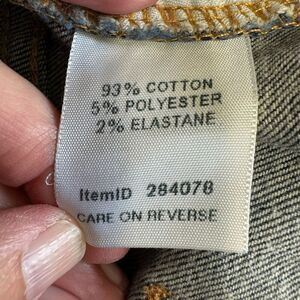 93% COTTON
5% POLYESTER
2% ELASTANE
ItemID 284078
CARE ON REVERSE